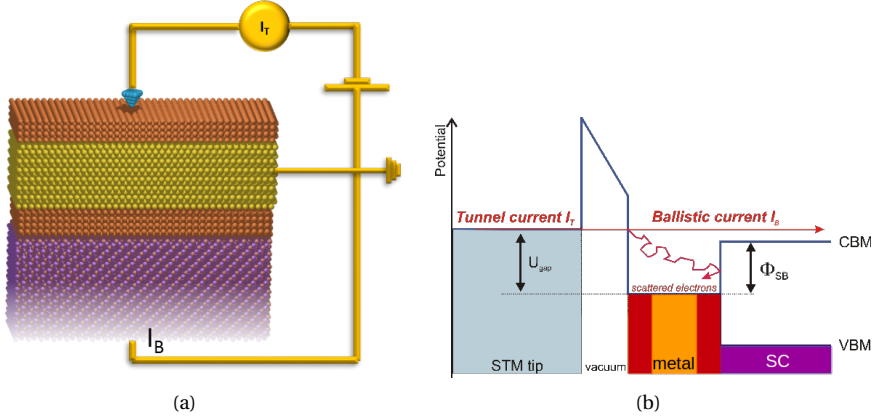 I_T
I_B
(a)
Potential
Tunnel current I_T
Ballistic current I_B
U_gap
scattered electrons
Φ_SB
CBM
VBM
STM tip
vacuum
metal
SC
(b)